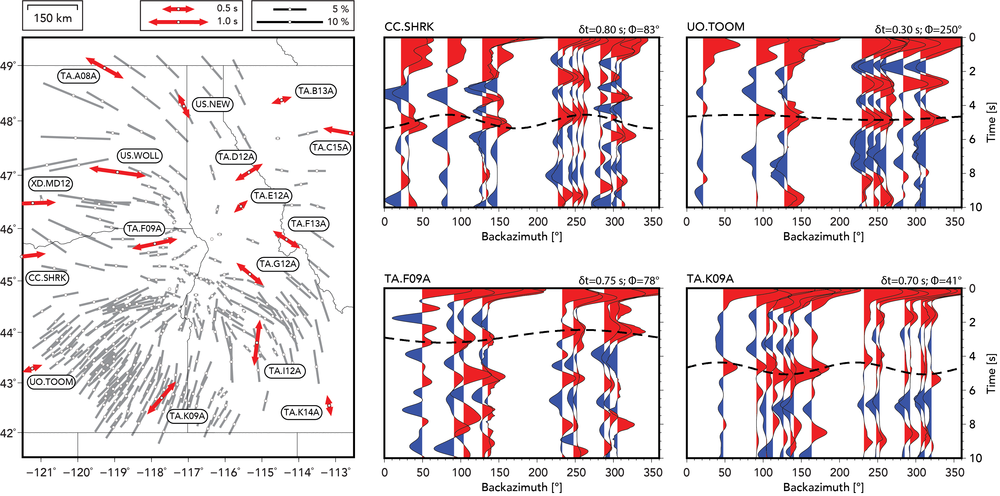 150 km
0.5 s
1.0 s
5 %
10 %
49°
48°
47°
46°
45°
44°
43°
42°
−121° −120° −119° −118° −117° −116° −115° −114° −113°
TA.A08A
TA.B13A
US.NEW
TA.C15A
US.WOLL
TA.D12A
XD.MD12
TA.E12A
TA.F13A
TA.F09A
TA.G12A
CC.SHRK
TA.I12A
UO.TOOM
TA.K14A
TA.K09A
CC.SHRK δt=0.80 s; Φ=83°
0 50 100 150 200 250 300 350
Backazimuth [°]
UO.TOOM δt=0.30 s; Φ=250°
0
2
4
6
8
10
Time [s]
0 50 100 150 200 250 300 350
Backazimuth [°]
TA.F09A δt=0.75 s; Φ=78°
0 50 100 150 200 250 300 350
Backazimuth [°]
TA.K09A δt=0.70 s; Φ=41°
0
2
4
6
8
10
Time [s]
0 50 100 150 200 250 300 350
Backazimuth [°]